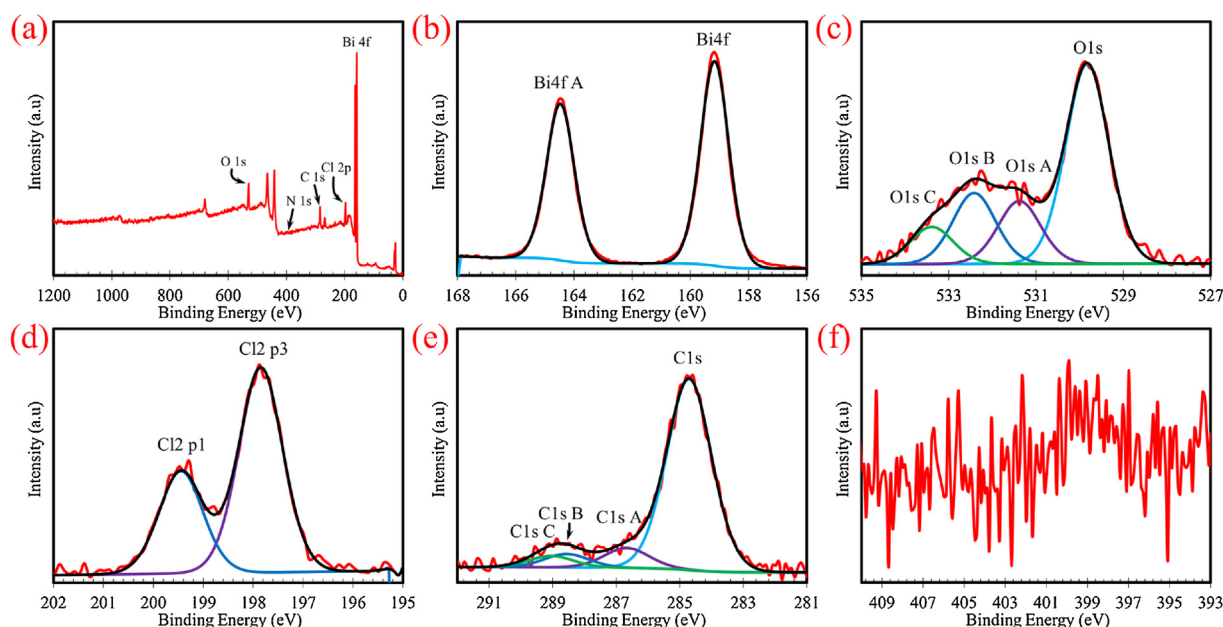 (a)
Bi 4f
O 1s
C 1s
Cl 2p
N 1s
Intensity (a.u)
1200 1000 800 600 400 200 0
Binding Energy (eV)
(b)
Bi4f
Bi4f A
Intensity (a.u)
168 166 164 162 160 158 156
Binding Energy (eV)
(c)
O1s
O1s B
O1s A
O1s C
Intensity (a.u)
535 533 531 529 527
Binding Energy (eV)
(d)
Cl2 p3
Cl2 p1
Intensity (a.u)
202 201 200 199 198 197 196 195
Binding Energy (eV)
(e)
C1s
C1s B
C1s A
C1s C
Intensity (a.u)
291 289 287 285 283 281
Binding Energy (eV)
(f)
Intensity (a.u)
409 407 405 403 401 399 397 395 393
Binding Energy (eV)